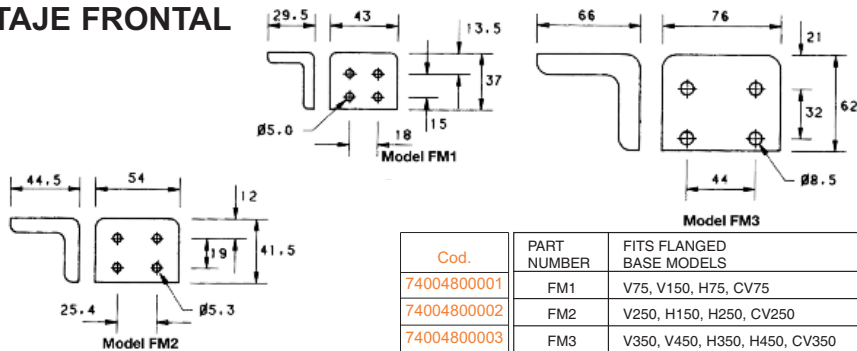 TAJE FRONTAL
29.5
43
13.5
37
15
18
Ø5.0
Model FM1
66
76
21
62
32
44
Ø8.5
Model FM3
44.5
54
12
41.5
19
25.4
Ø5.3
Model FM2
Cod. PART NUMBER FITS FLANGED BASE MODELS
74004800001 FM1 V75, V150, H75, CV75
74004800002 FM2 V250, H150, H250, CV250
74004800003 FM3 V350, V450, H350, H450, CV350